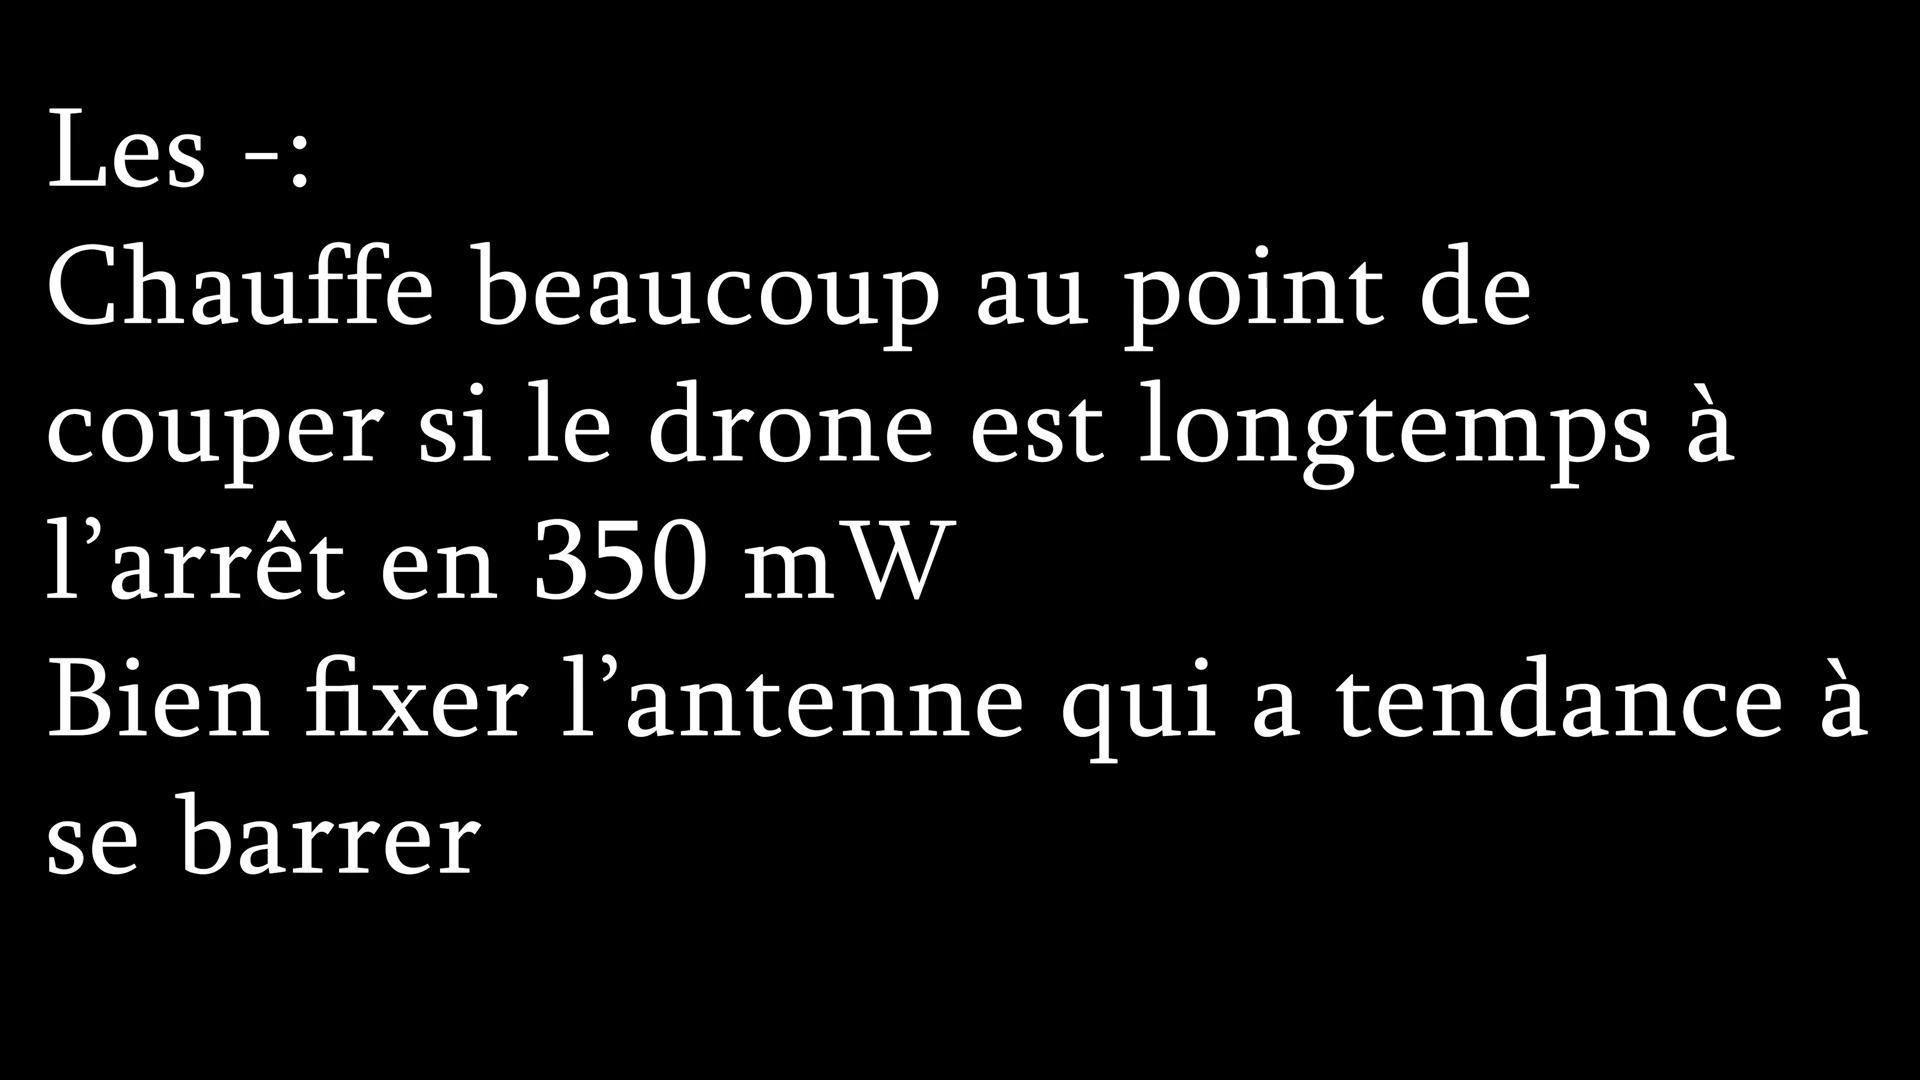 Les -:
Chauffe beaucoup au point de
couper si le drone est longtemps à
l’arrêt en 350 mW
Bien fixer l’antenne qui a tendance à
se barrer